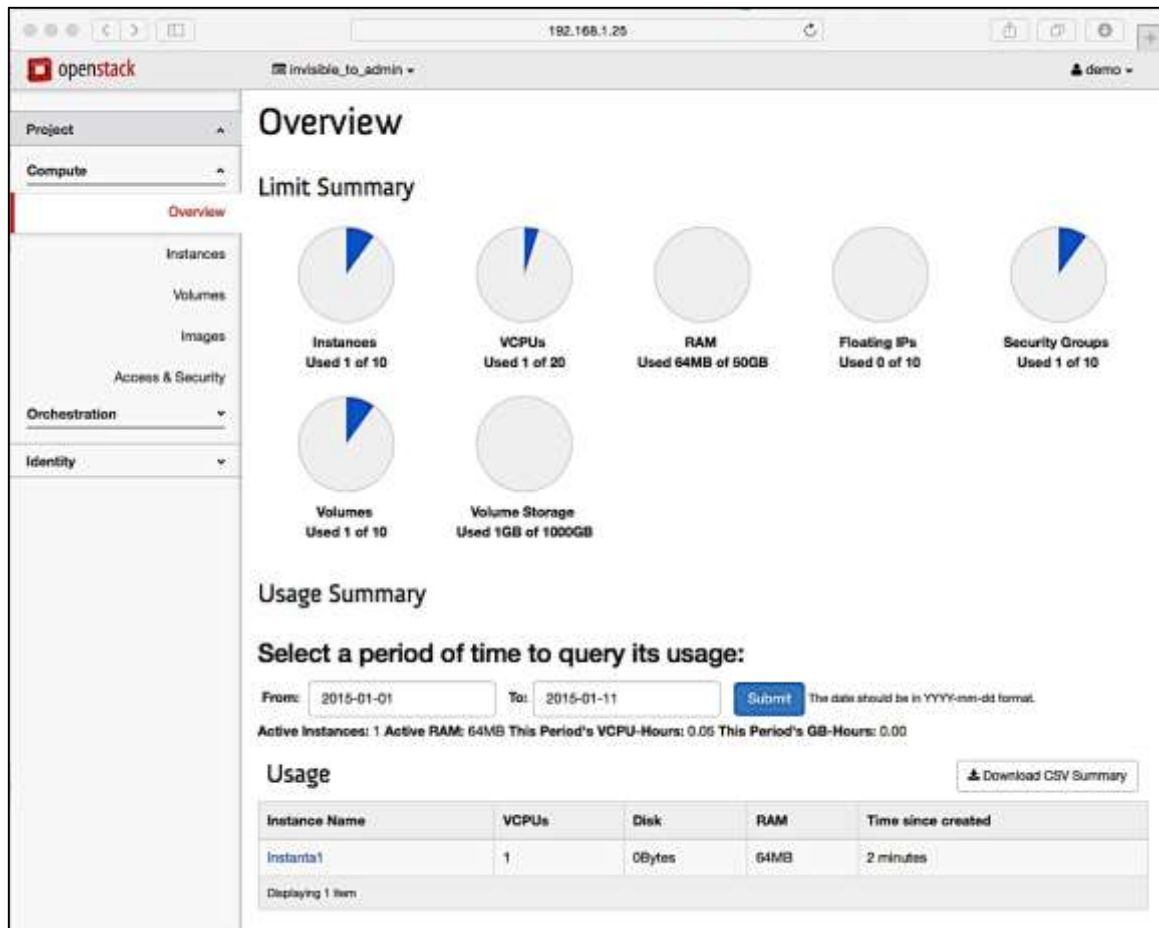 192.168.1.25
openstack
invisible_to_admin
demo
Project
Compute
Overview
Instances
Volumes
Images
Access & Security
Orchestration
Identity
Overview
Limit Summary
Instances
Used 1 of 10
VCPUs
Used 1 of 20
RAM
Used 64MB of 50GB
Floating IPs
Used 0 of 10
Security Groups
Used 1 of 10
Volumes
Used 1 of 10
Volume Storage
Used 1GB of 1000GB
Usage Summary
Select a period of time to query its usage:
From: 2015-01-01 To: 2015-01-11 Submit The date should be in YYYY-mm-dd format.
Active Instances: 1 Active RAM: 64MB This Period's VCPU-Hours: 0.05 This Period's GB-Hours: 0.00
Usage
Download CSV Summary
Instance Name VCPUs Disk RAM Time since created
Instanta1 1 0Bytes 64MB 2 minutes
Displaying 1 item